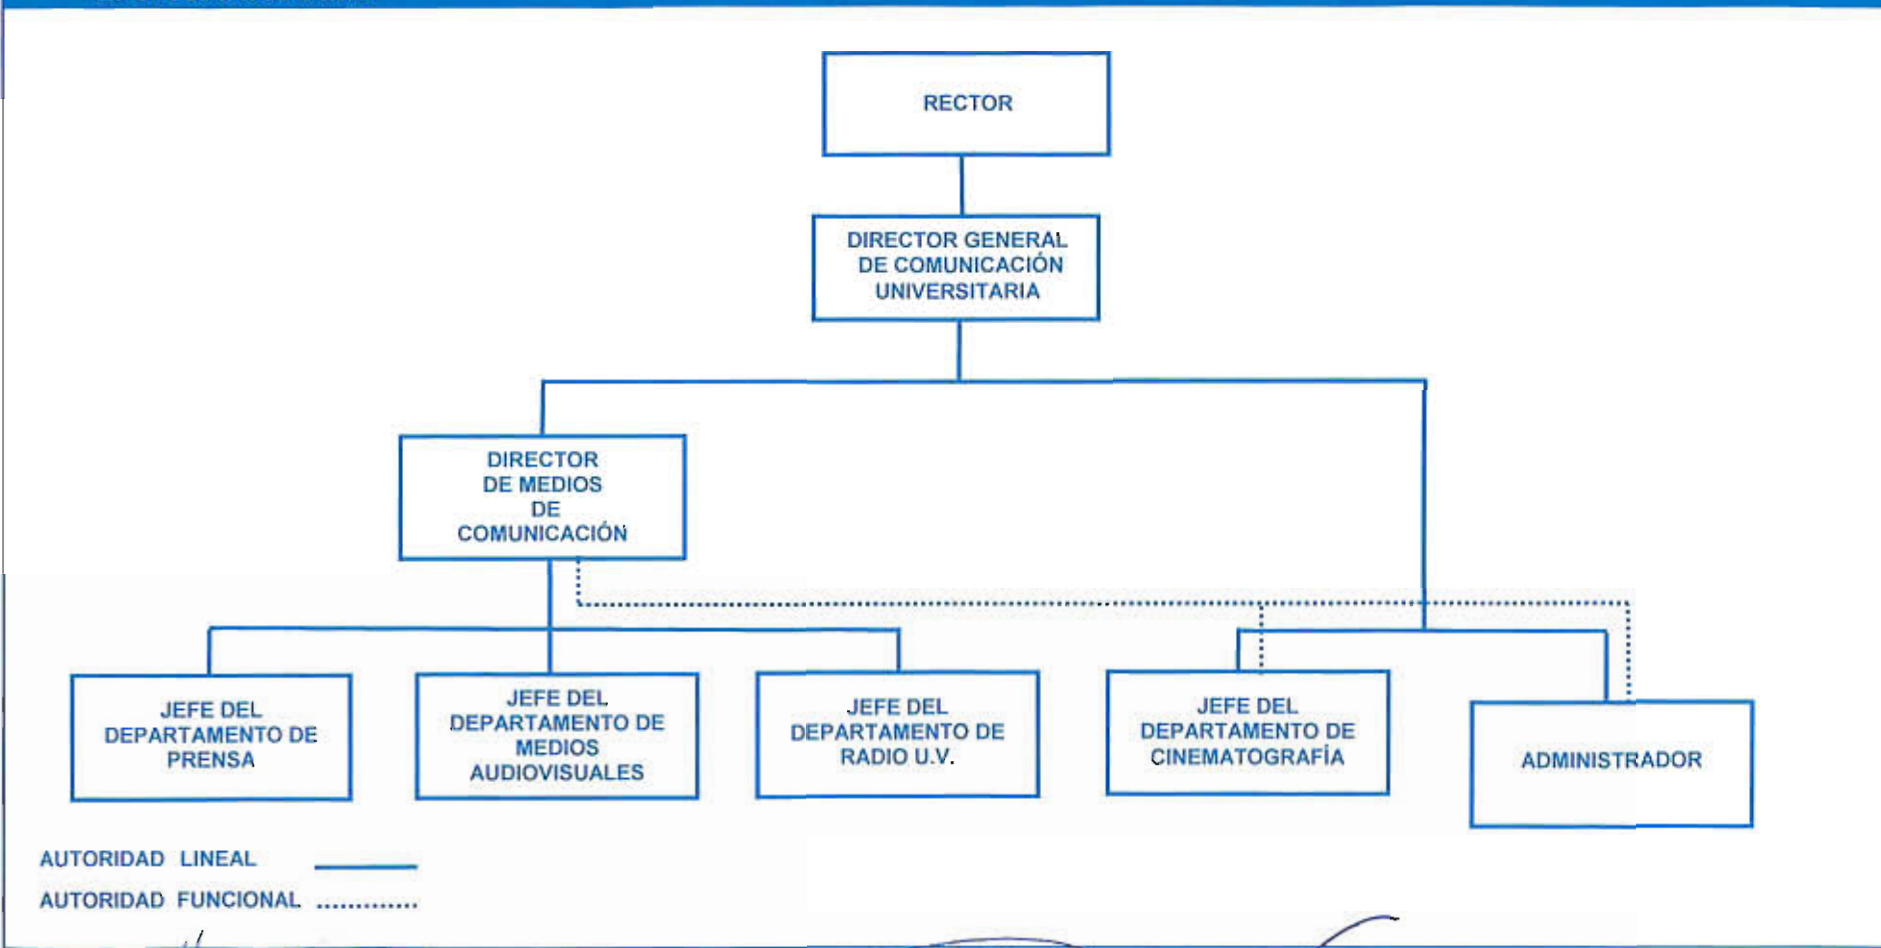 RECTOR
DIRECTOR GENERAL
DE COMUNICACIÓN
UNIVERSITARIA
DIRECTOR
DE MEDIOS
DE
COMUNICACIÓN
JEFE DEL
DEPARTAMENTO DE
PRENSA
JEFE DEL
DEPARTAMENTO DE
MEDIOS
AUDIOVISUALES
JEFE DEL
DEPARTAMENTO DE
RADIO U.V.
JEFE DEL
DEPARTAMENTO DE
CINEMATOGRAFÍA
ADMINISTRADOR
AUTORIDAD LINEAL
AUTORIDAD FUNCIONAL